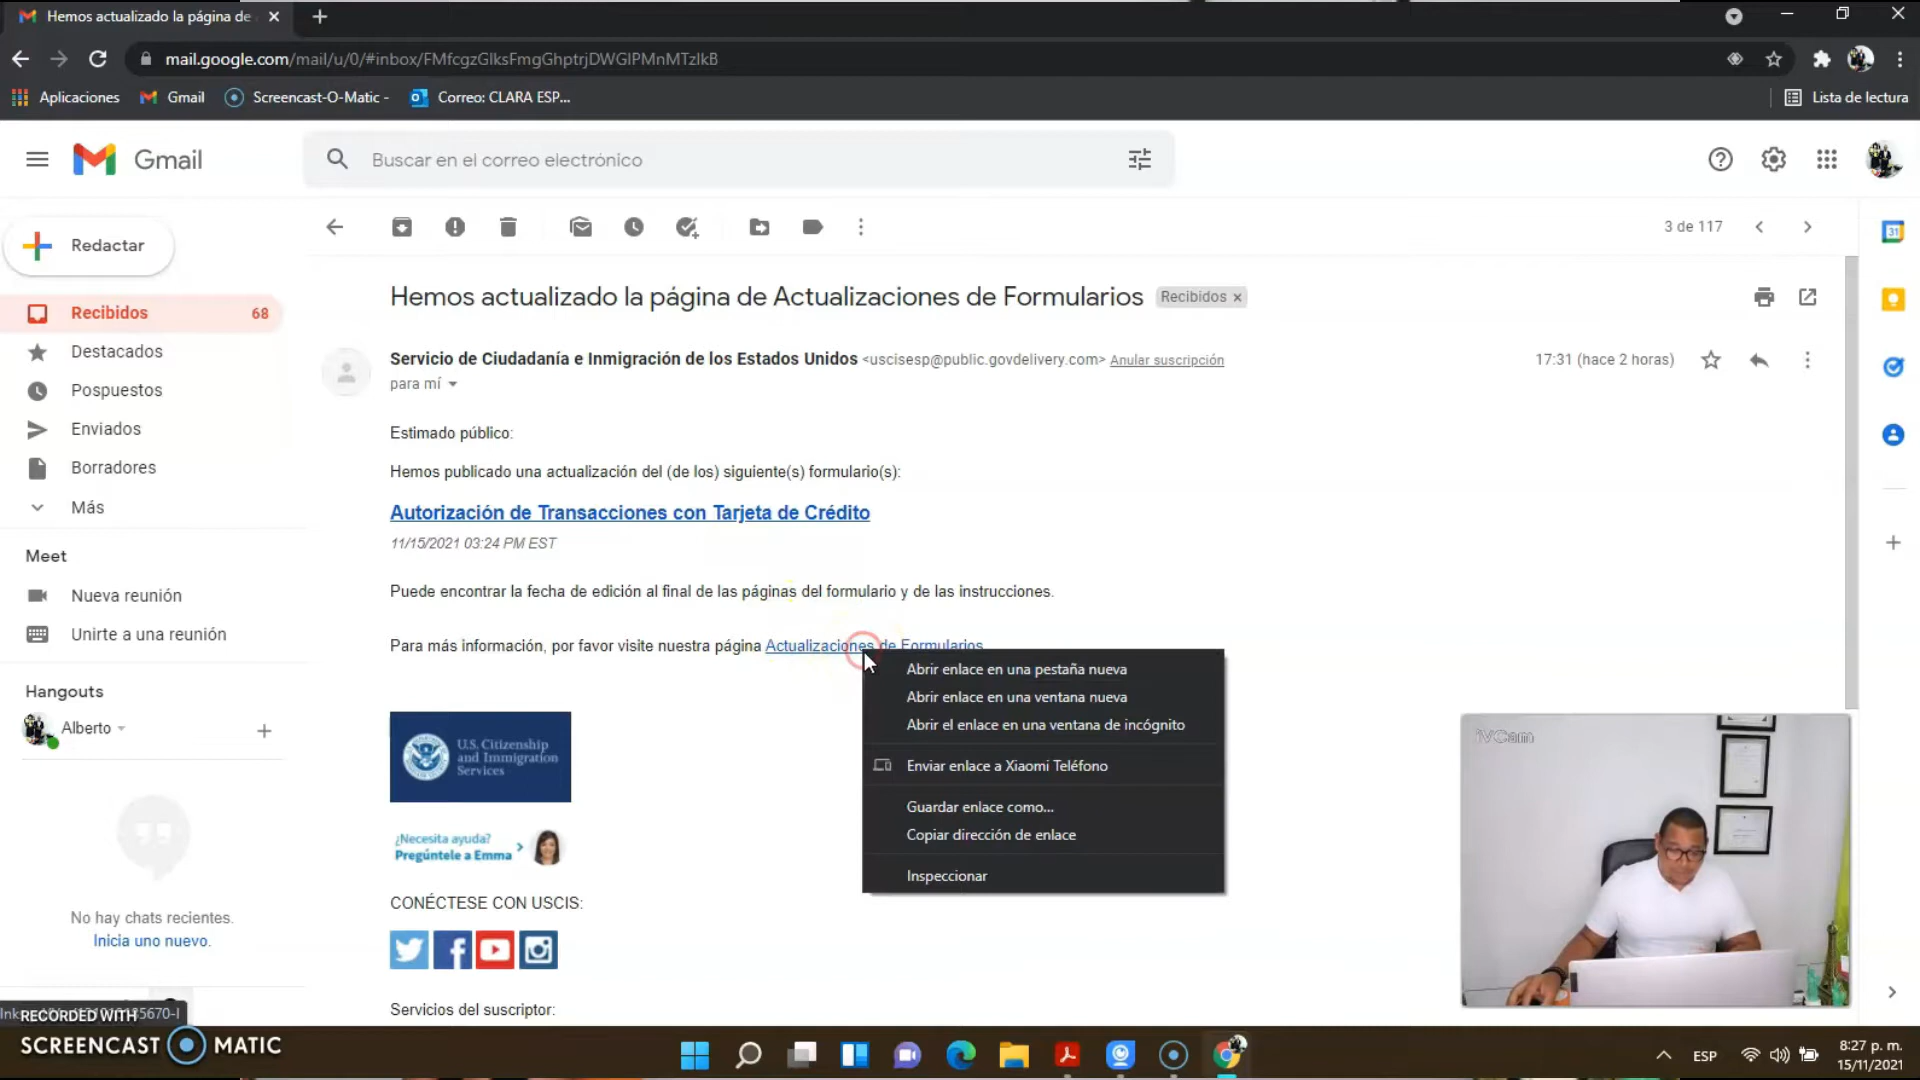 Hemos actualizado la página de
mail.google.com/mail/u/0/#inbox/FMfcgzGlksFmgGhptrjDWGlPMnMTzlkB
Aplicaciones
Gmail
Screencast-O-Matic -
Correo: CLARA ESP...
Lista de lectura
Gmail
Buscar en el correo electrónico
Redactar
3 de 117
31
Recibidos 68
Destacados
Pospuestos
Enviados
Borradores
Más
Meet
Nueva reunión
Unirte a una reunión
Hangouts
Alberto
No hay chats recientes.
Inicia uno nuevo.
Hemos actualizado la página de Actualizaciones de Formularios
Recibidos ×
Servicio de Ciudadanía e Inmigración de los Estados Unidos <uscisesp@public.govdelivery.com> Anular suscripción
17:31 (hace 2 horas)
para mí
Estimado público:
Hemos publicado una actualización del (de los) siguiente(s) formulario(s):
Autorización de Transacciones con Tarjeta de Crédito
11/15/2021 03:24 PM EST
Puede encontrar la fecha de edición al final de las páginas del formulario y de las instrucciones.
Para más información, por favor visite nuestra página Actualizaciones de Formularios
Abrir enlace en una pestaña nueva
Abrir enlace en una ventana nueva
Abrir el enlace en una ventana de incógnito
Enviar enlace a Xiaomi Teléfono
Guardar enlace como...
Copiar dirección de enlace
Inspeccionar
U.S. Citizenship
and Immigration
Services
¿Necesita ayuda?
Pregúntele a Emma
CONÉCTESE CON USCIS:
Servicios del suscriptor:
iVCam
RECORDED WITH
SCREENCAST MATIC
ESP
8:27 p. m.
15/11/2021